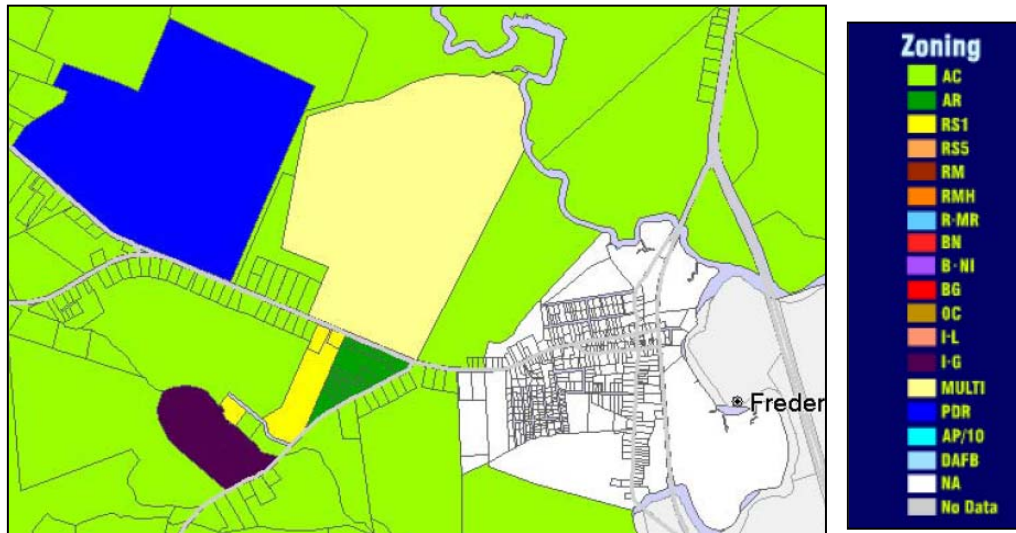 Freder
Zoning
AC
AR
RS1
RS5
RM
RMH
R-MR
BN
B-NI
BG
OC
I-L
I-G
MULTI
PDR
AP/10
DAFB
NA
No Data